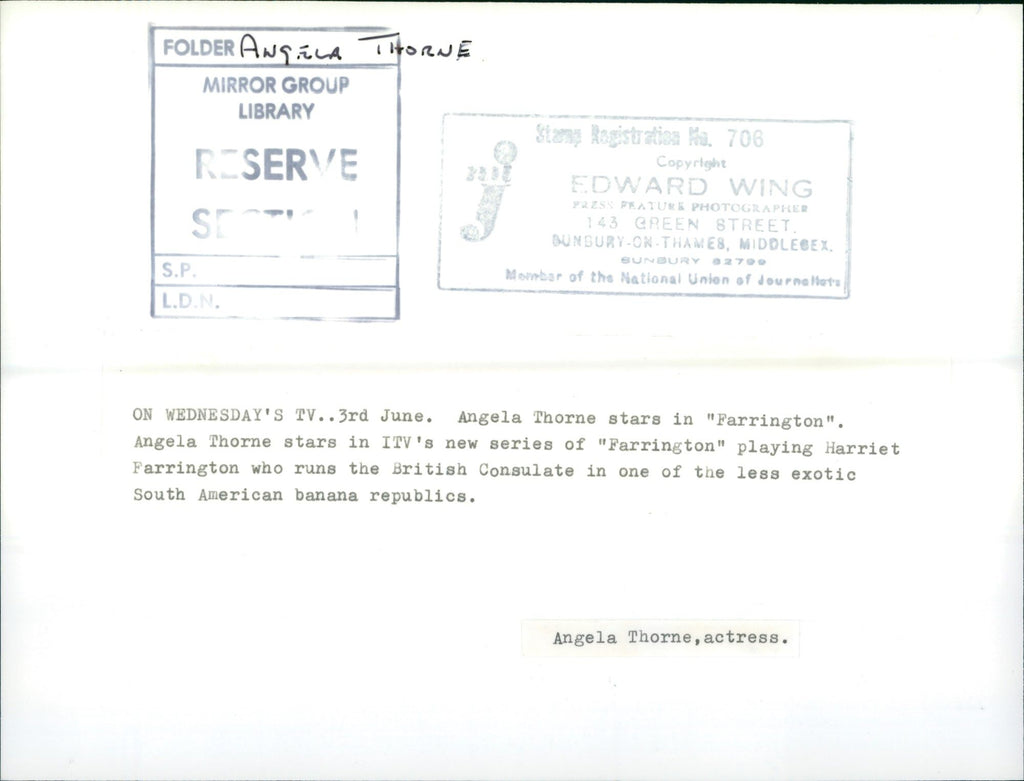 FOLDER ANGELA THORNE
MIRROR GROUP
LIBRARY
RESERVE
SECTION
S.P.
L.D.N.
Stamp Registration No. 706
Copyright
EDWARD WING
PRESS FEATURE PHOTOGRAPHER
143 GREEN STREET.
SUNBURY-ON-THAMES, MIDDLESEX.
SUNBURY 82799
Member of the National Union of Journalists
ON WEDNESDAY'S TV..3rd June. Angela Thorne stars in "Farrington".
Angela Thorne stars in ITV's new series of "Farrington" playing Harriet
Farrington who runs the British Consulate in one of the less exotic
South American banana republics.
Angela Thorne,actress.